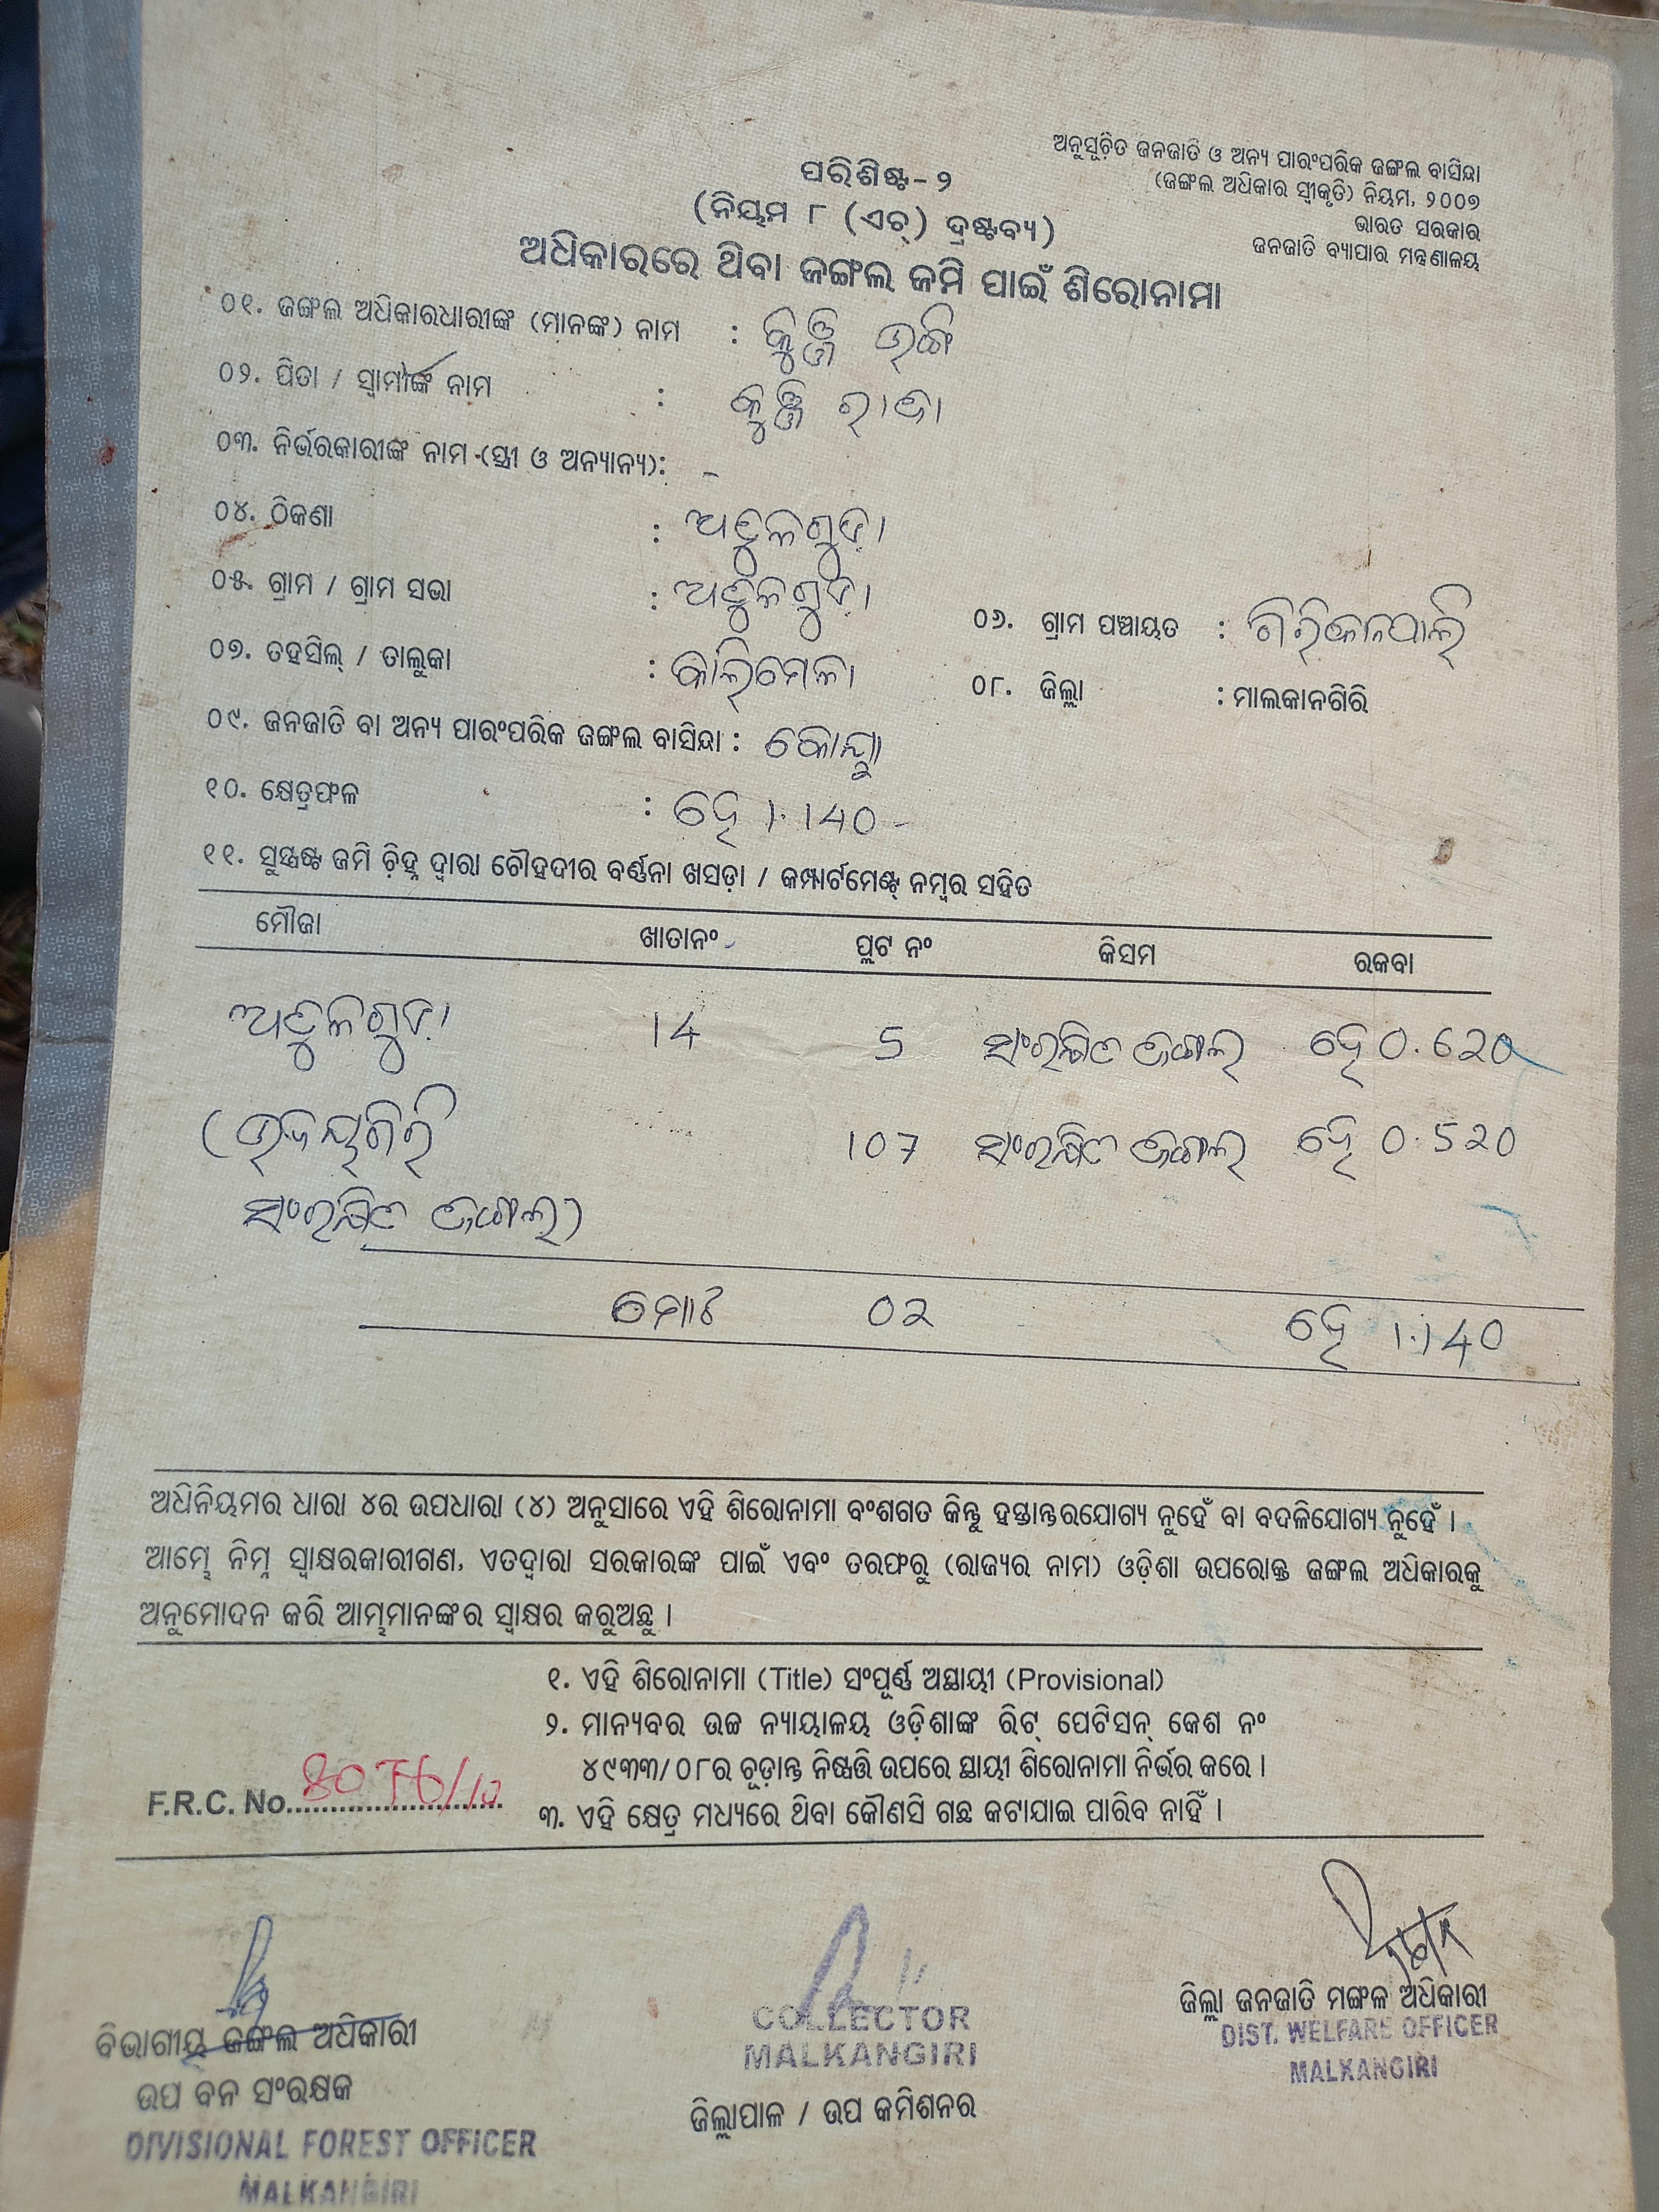 ଅନୁସୂଚିତ ଜନଜାତି ଓ ଅନ୍ୟ ପାରଂପରିକ ଜଙ୍ଗଲ ବାସିନ୍ଦା
(ଜଙ୍ଗଲ ଅଧିକାର ସ୍ୱୀକୃତି) ନିୟମ, ୨୦୦୭
ଭାରତ ସରକାର
ଜନଜାତି ବ୍ୟାପାର ମନ୍ତ୍ରଣାଳୟ
ପରିଶିଷ୍ଟ-୨
(ନିୟମ ୮ (ଏଚ୍) ଦ୍ରଷ୍ଟବ୍ୟ)
ଅଧିକାରରେ ଥିବା ଜଙ୍ଗଲ ଜମି ପାଇଁ ଶିରୋନାମା
୦୧. ଜଙ୍ଗଲ ଅଧିକାରଧାରୀଙ୍କ (ମାନଙ୍କ) ନାମ :
୦୨. ପିତା / ସ୍ୱାମୀଙ୍କ ନାମ :
୦୩. ନିର୍ଭରକାରୀଙ୍କ ନାମ (ସ୍ତ୍ରୀ ଓ ଅନ୍ୟାନ୍ୟ): -
୦୪. ଠିକଣା :
୦୫. ଗ୍ରାମ / ଗ୍ରାମ ସଭା : ୦୬. ଗ୍ରାମ ପଞ୍ଚାୟତ : ଗିରିକାନପାଲି
୦୭. ତହସିଲ୍ / ତାଲୁକା : କାଲିମେଳା ୦୮. ଜିଲ୍ଲା : ମାଲକାନଗିରି
୦୯. ଜନଜାତି ବା ଅନ୍ୟ ପାରଂପରିକ ଜଙ୍ଗଲ ବାସିନ୍ଦା : କୋୟା
୧୦. କ୍ଷେତ୍ରଫଳ : ହେ 1.140 -
୧୧. ସୁସ୍ପଷ୍ଟ ଜମି ଚିହ୍ନ ଦ୍ୱାରା ଚୌହଦୀର ବର୍ଣ୍ଣନା ଖସଡ଼ା / କମ୍ପାର୍ଟମେଣ୍ଟ ନମ୍ବର ସହିତ
ମୌଜା ଖାତାନଂ ପ୍ଲଟ ନଂ କିସମ ରକବା
14 5 ସଂରକ୍ଷିତ ଜଙ୍ଗଲ ହେ 0.620
(ଉଦୟଗିରି 107 ସଂରକ୍ଷିତ ଜଙ୍ଗଲ ହେ 0.520
ସଂରକ୍ଷିତ ଜଙ୍ଗଲ)
ମୋଟ 02 ହେ 1.140
ଅଧିନିୟମର ଧାରା ୪ର ଉପଧାରା (୪) ଅନୁସାରେ ଏହି ଶିରୋନାମା ବଂଶଗତ କିନ୍ତୁ ହସ୍ତାନ୍ତରଯୋଗ୍ୟ ନୁହେଁ ବା ବଦଳିଯୋଗ୍ୟ ନୁହେଁ ।
ଆମ୍ଭେ ନିମ୍ନ ସ୍ୱାକ୍ଷରକାରୀଗଣ, ଏତଦ୍ୱାରା ସରକାରଙ୍କ ପାଇଁ ଏବଂ ତରଫରୁ (ରାଜ୍ୟର ନାମ) ଓଡ଼ିଶା ଉପରୋକ୍ତ ଜଙ୍ଗଲ ଅଧିକାରକୁ
ଅନୁମୋଦନ କରି ଆମ୍ଭମାନଙ୍କର ସ୍ୱାକ୍ଷର କରୁଅଛୁ ।
୧. ଏହି ଶିରୋନାମା (Title) ସଂପୂର୍ଣ୍ଣ ଅସ୍ଥାୟୀ (Provisional)
୨. ମାନ୍ୟବର ଉଚ୍ଚ ନ୍ୟାୟାଳୟ ଓଡ଼ିଶାଙ୍କ ରିଟ୍ ପେଟିସନ୍ କେଶ ନଂ
୪୯୩୩/୦୮ର ଚୂଡ଼ାନ୍ତ ନିଷ୍ପତ୍ତି ଉପରେ ସ୍ଥାୟୀ ଶିରୋନାମା ନିର୍ଭର କରେ ।
୩. ଏହି କ୍ଷେତ୍ର ମଧ୍ୟରେ ଥିବା କୌଣସି ଗଛ କଟାଯାଇ ପାରିବ ନାହିଁ ।
F.R.C. No.
ବିଭାଗୀୟ ଜଙ୍ଗଲ ଅଧିକାରୀ
ଉପ ବନ ସଂରକ୍ଷକ
DIVISIONAL FOREST OFFICER
MALKANGIRI
COLLECTOR
MALKANGIRI
ଜିଲ୍ଲାପାଳ / ଉପ କମିଶନର
ଜିଲ୍ଲା ଜନଜାତି ମଙ୍ଗଳ ଅଧିକାରୀ
DIST. WELFARE OFFICER
MALKANGIRI